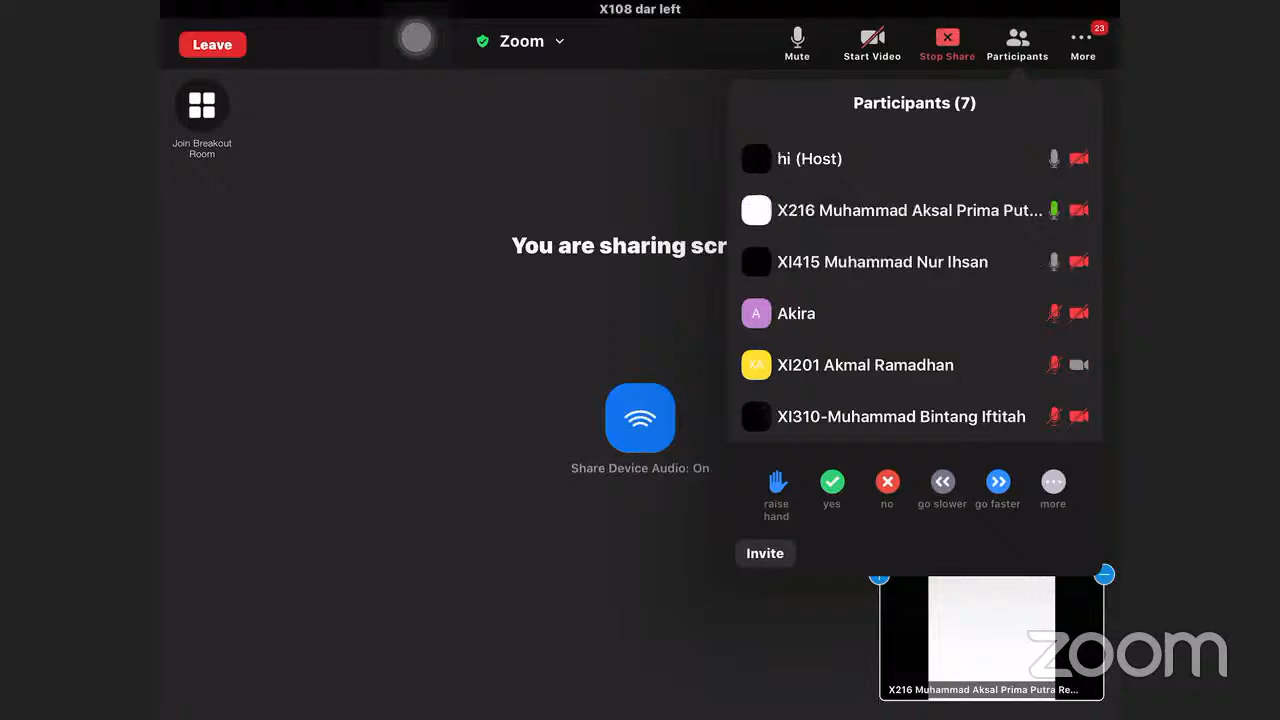 X108 dar left
Leave
Zoom
Mute
Start Video
Stop Share
Participants
23
More
Join Breakout
Room
Participants (7)
hi (Host)
X216 Muhammad Aksal Prima Put...
XI415 Muhammad Nur Ihsan
A
Akira
XA
XI201 Akmal Ramadhan
XI310-Muhammad Bintang Iftitah
You are sharing scr
Share Device Audio: On
raise
hand
yes
no
go slower
go faster
more
Invite
X216 Muhammad Aksal Prima Putra Re...
zoom